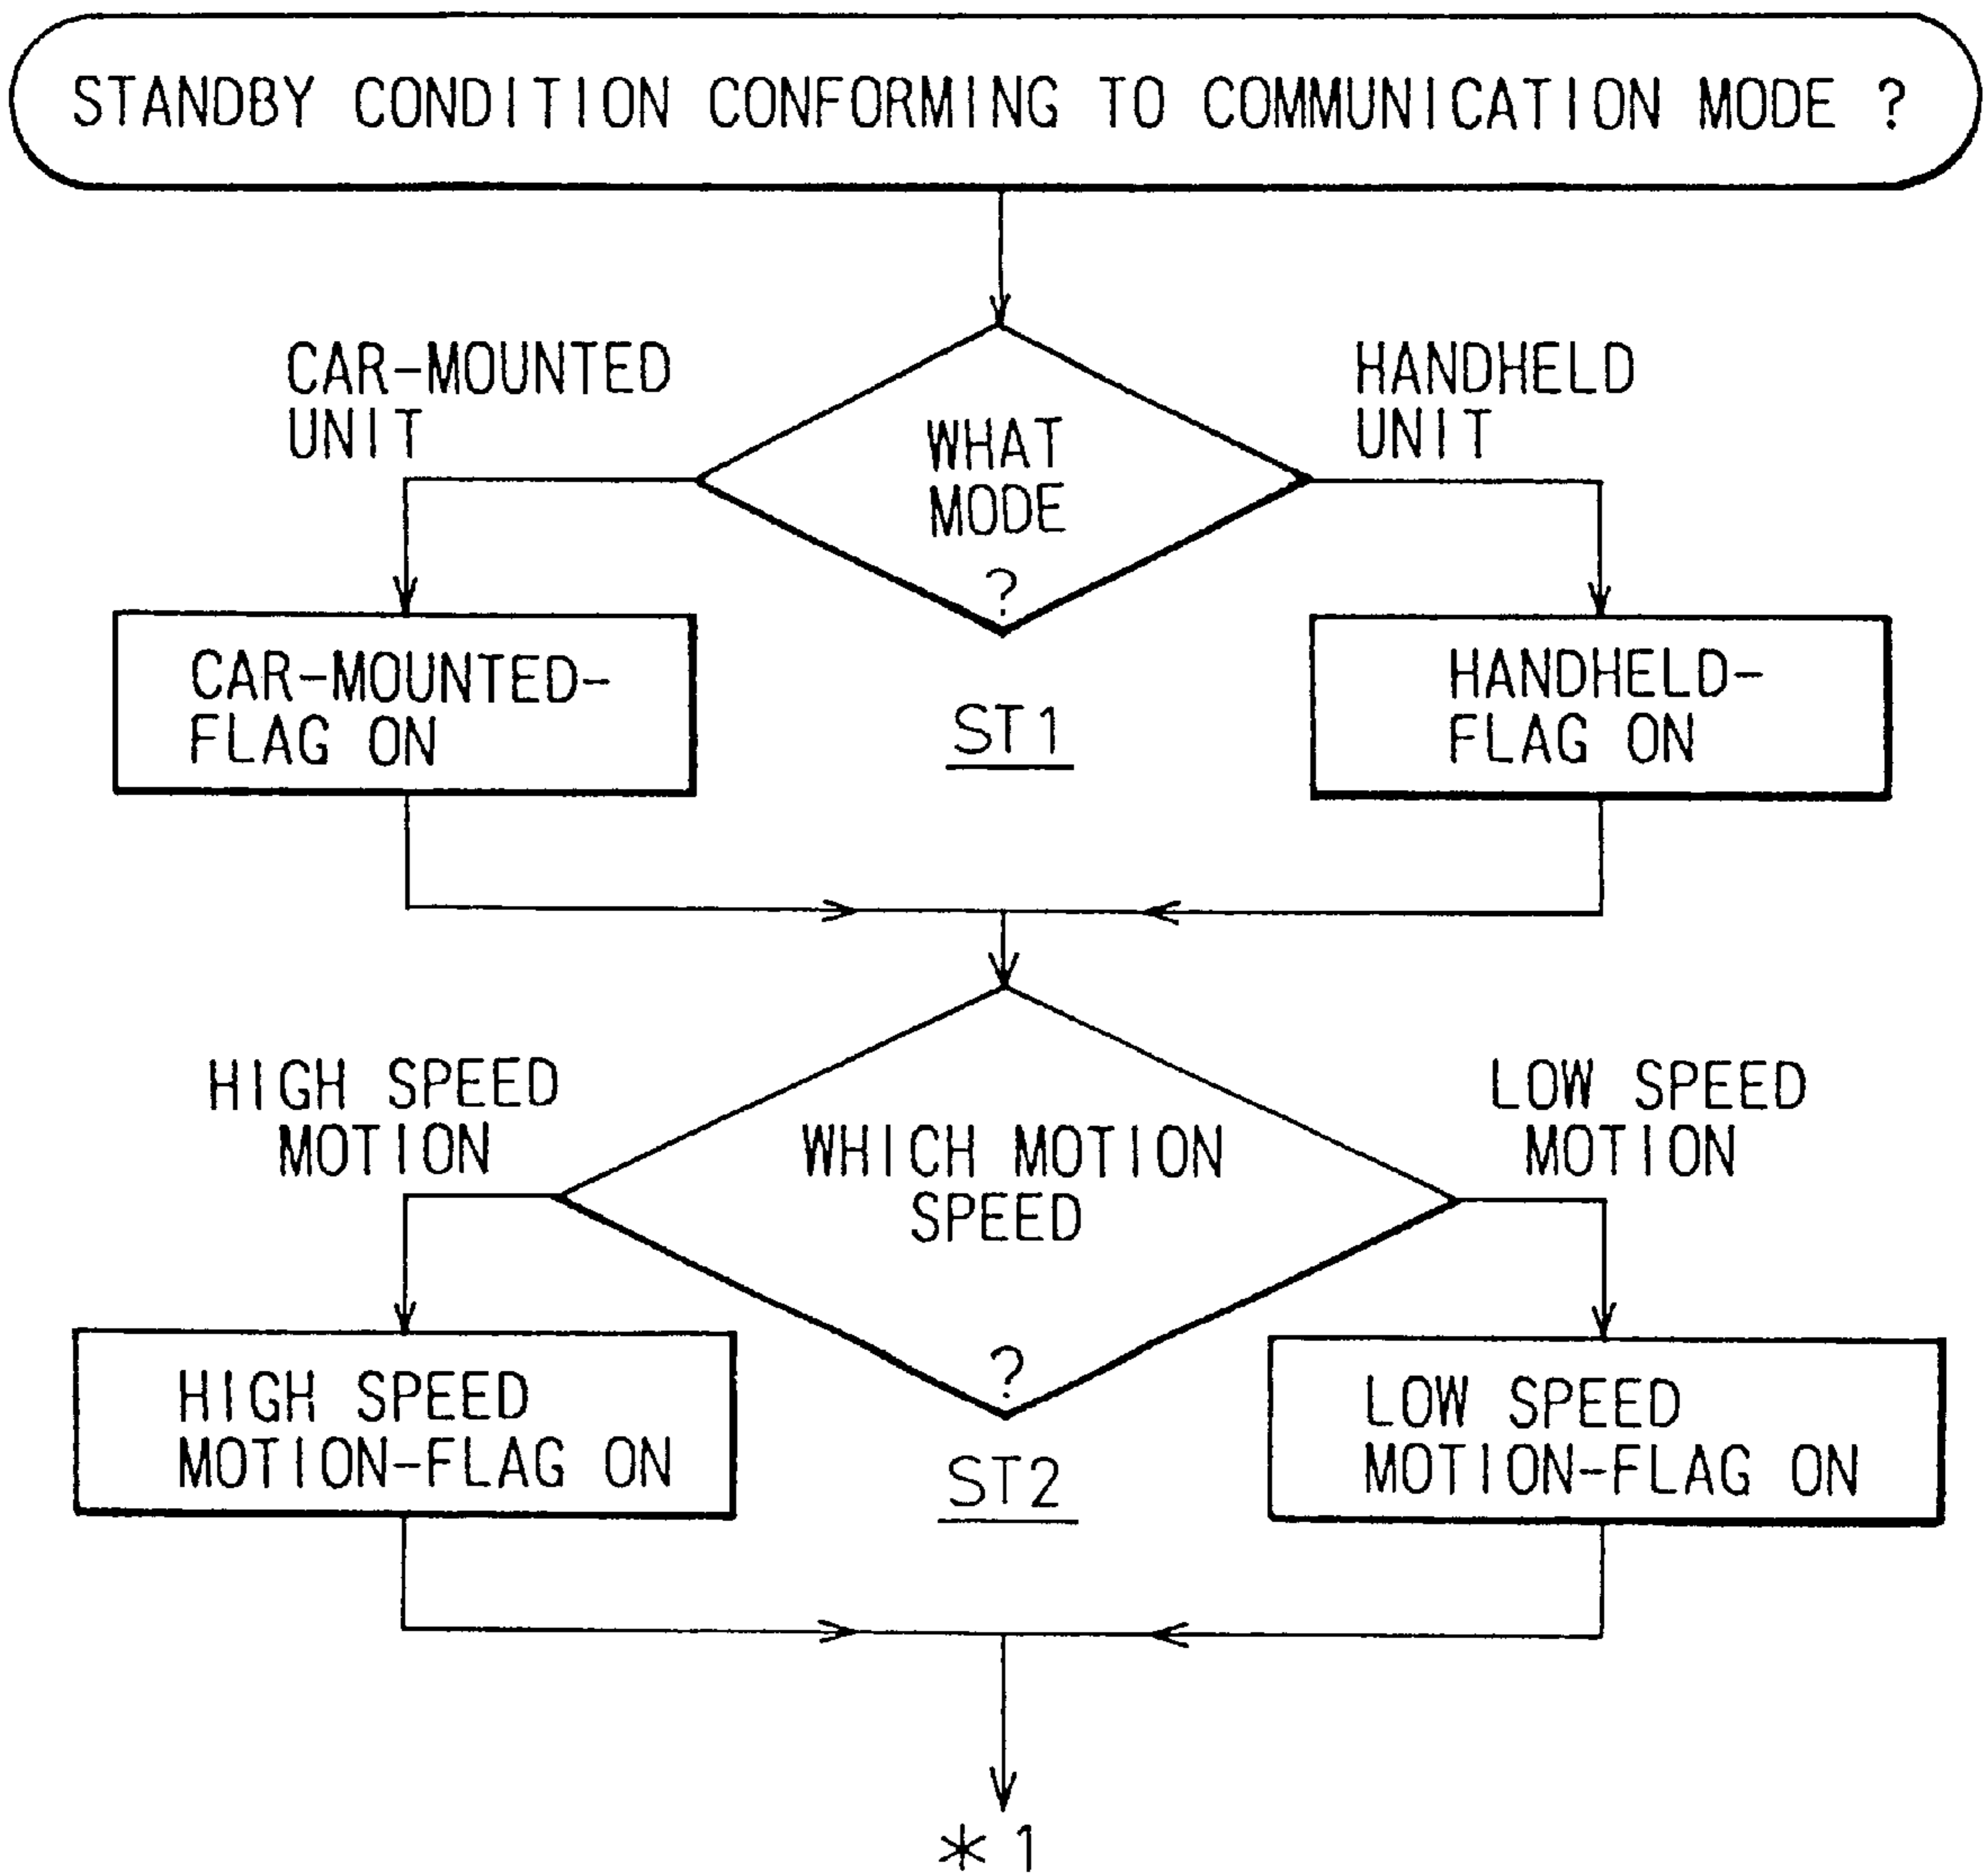 STANDBY CONDITION CONFORMING TO COMMUNICATION MODE ?
CAR-MOUNTED
UNIT
HANDHELD
UNIT
WHAT
MODE
?
CAR-MOUNTED-
FLAG ON
ST1
HANDHELD-
FLAG ON
HIGH SPEED
MOTION
LOW SPEED
MOTION
WHICH MOTION
SPEED
?
HIGH SPEED
MOTION-FLAG ON
ST2
LOW SPEED
MOTION-FLAG ON
*1